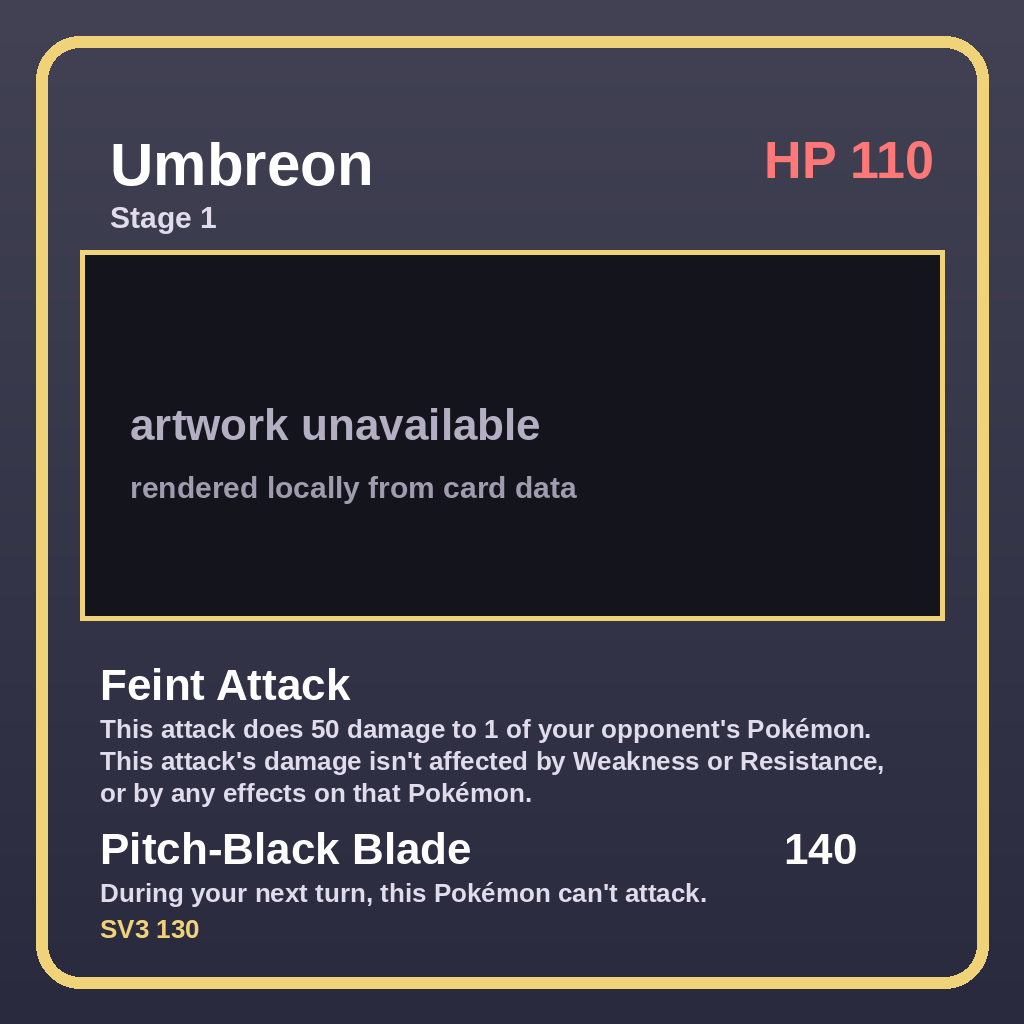 Umbreon
HP 110
Stage 1
artwork unavailable
rendered locally from card data
Feint Attack
This attack does 50 damage to 1 of your opponent's Pokémon.
This attack's damage isn't affected by Weakness or Resistance,
or by any effects on that Pokémon.
Pitch-Black Blade 140
During your next turn, this Pokémon can't attack.
SV3 130